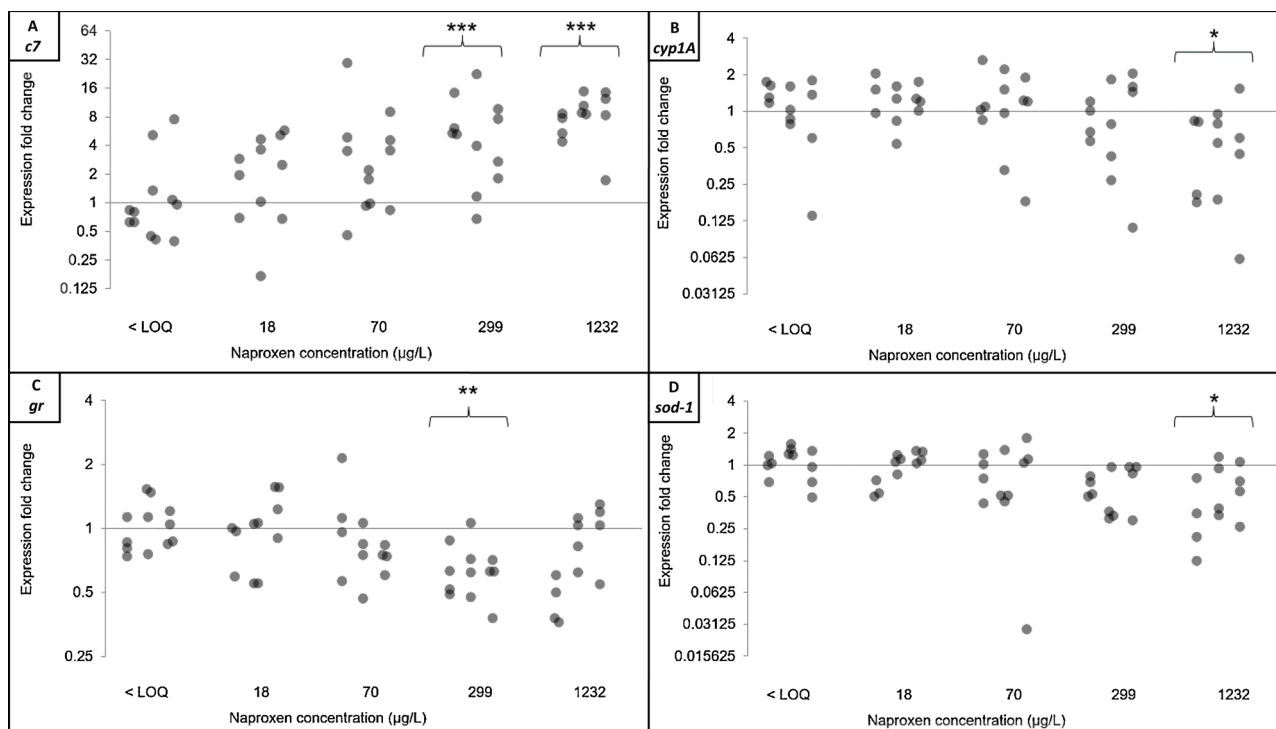 A
c7
Expression fold change
64
32
16
8
4
2
1
0.5
0.25
0.125
***
***
< LOQ 18 70 299 1232
Naproxen concentration (µg/L)
B
cyp1A
Expression fold change
4
2
1
0.5
0.25
0.125
0.0625
0.03125
*
< LOQ 18 70 299 1232
Naproxen concentration (µg/L)
C
gr
Expression fold change
4
2
1
0.5
0.25
**
< LOQ 18 70 299 1232
Naproxen concentration (µg/L)
D
sod-1
Expression fold change
4
2
1
0.5
0.25
0.125
0.0625
0.03125
0.015625
*
< LOQ 18 70 299 1232
Naproxen concentration (µg/L)